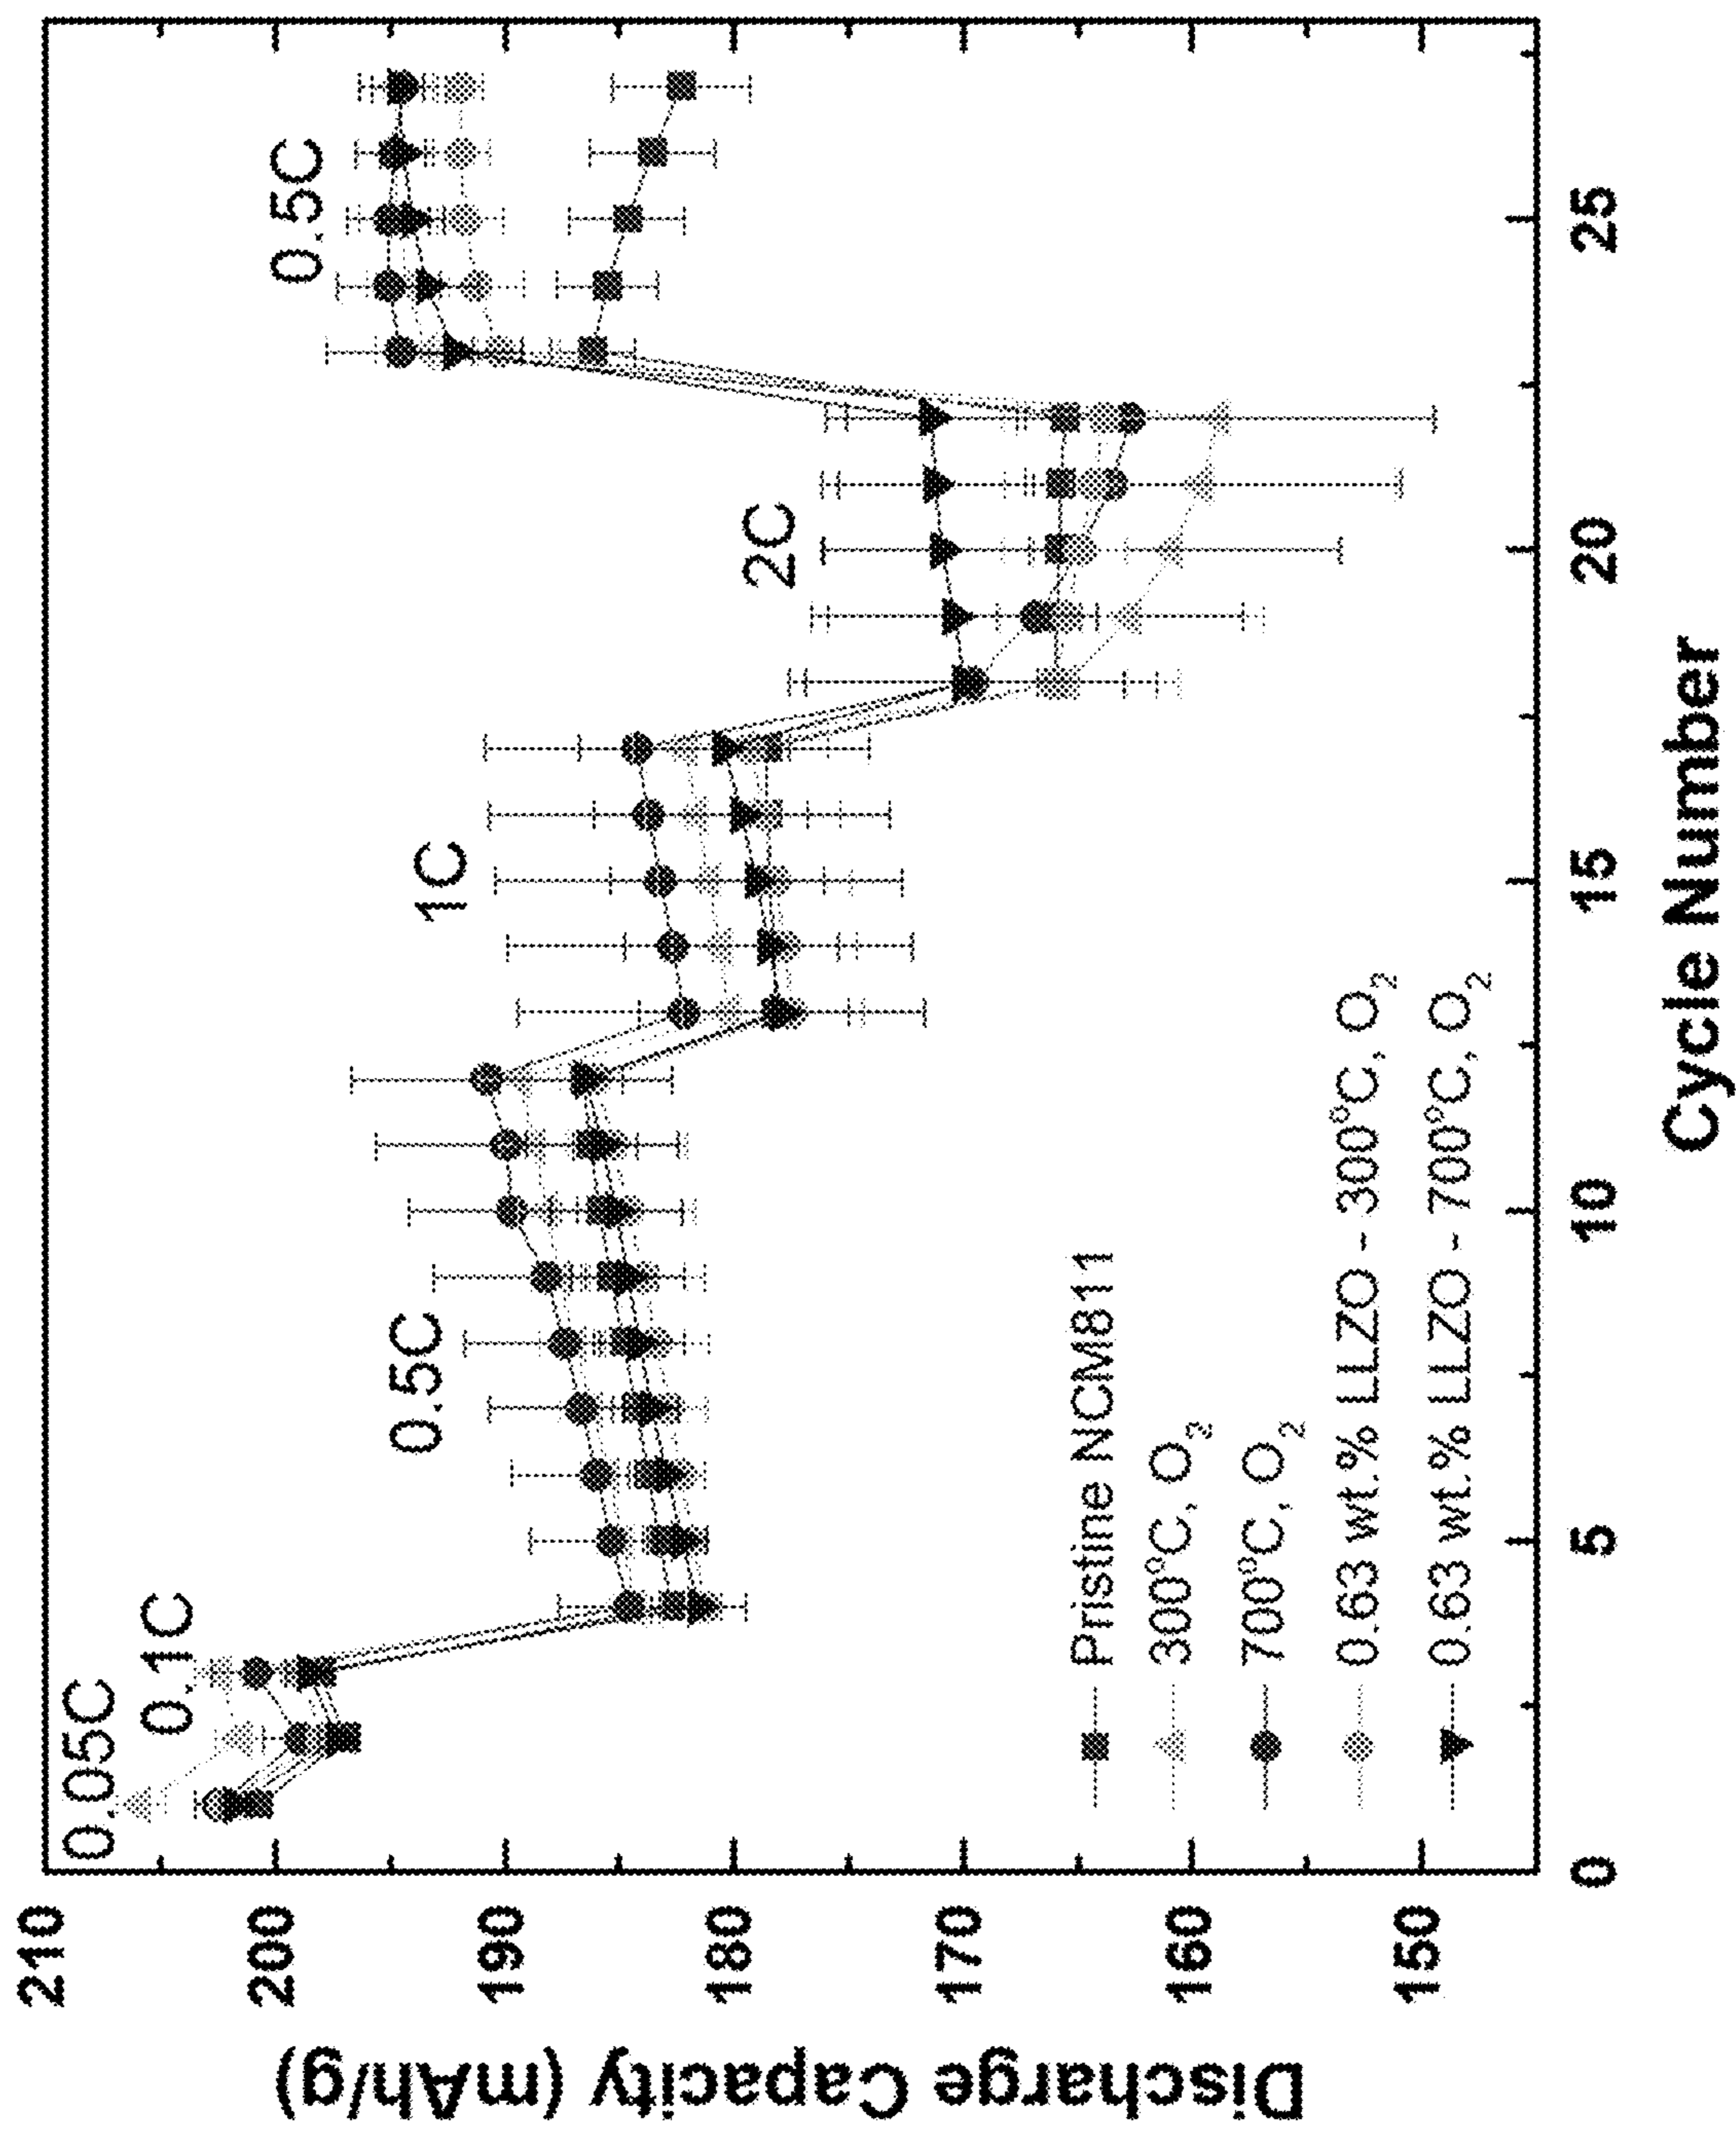 Discharge Capacity (mAh/g)
210
200
190
180
170
160
150
0.05C
0.1C
0.5C
1C
2C
0.5C
Pristine NCM811
300°C, O₂
700°C, O₂
0.63 wt.% LLZO - 300°C, O₂
0.63 wt.% LLZO - 700°C, O₂
0
5
10
15
20
25
Cycle Number